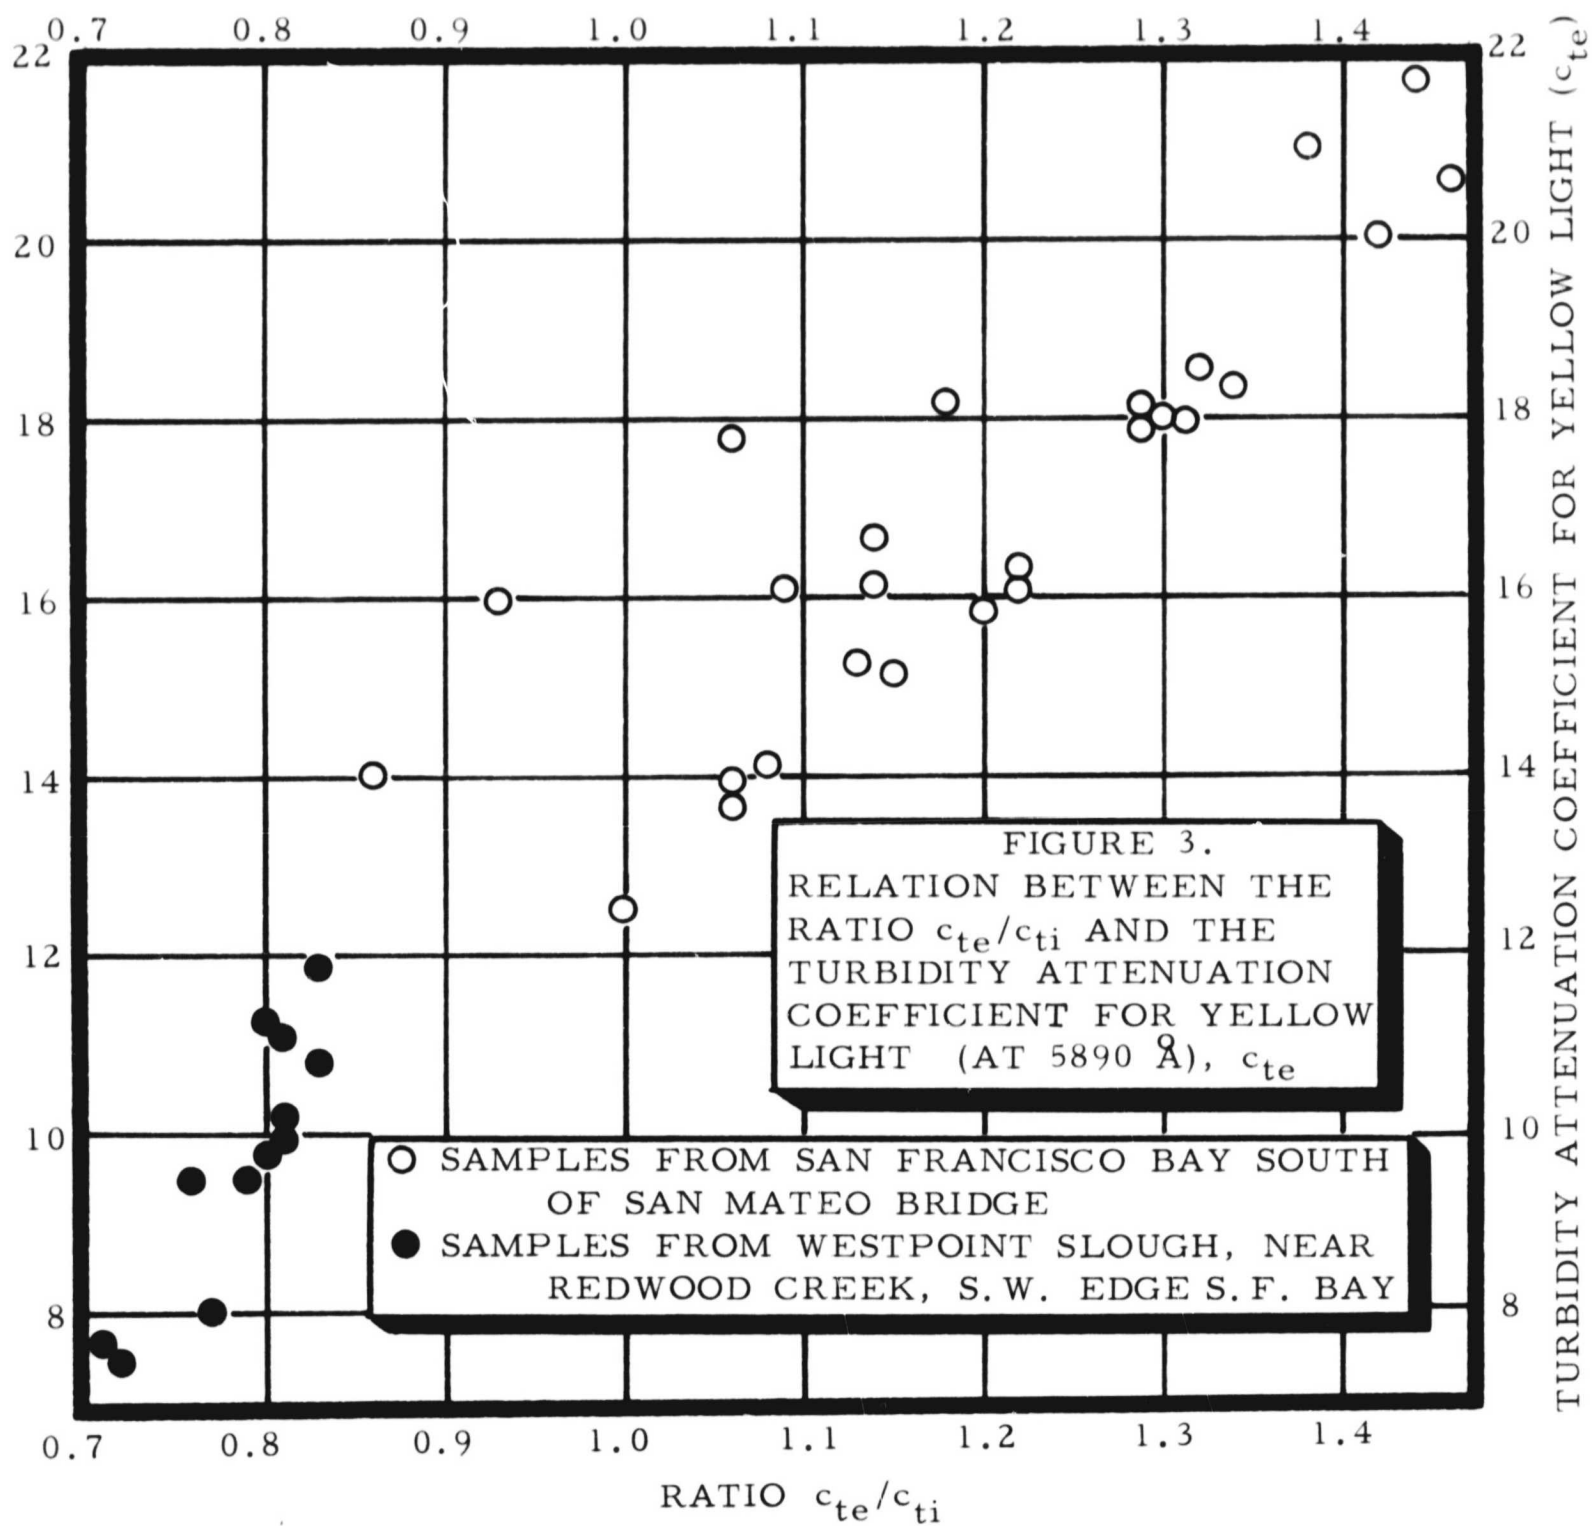 0.7 0.8 0.9 1.0 1.1 1.2 1.3 1.4
22 22
20 20
18 18
16 16
14 14
12 12
10 10
8 8
TURBIDITY ATTENUATION COEFFICIENT FOR YELLOW LIGHT (cte)
FIGURE 3.
RELATION BETWEEN THE
RATIO cte/cti AND THE
TURBIDITY ATTENUATION
COEFFICIENT FOR YELLOW
LIGHT (AT 5890 Å), cte
SAMPLES FROM SAN FRANCISCO BAY SOUTH
OF SAN MATEO BRIDGE
SAMPLES FROM WESTPOINT SLOUGH, NEAR
REDWOOD CREEK, S.W. EDGE S.F. BAY
0.7 0.8 0.9 1.0 1.1 1.2 1.3 1.4
RATIO cte/cti